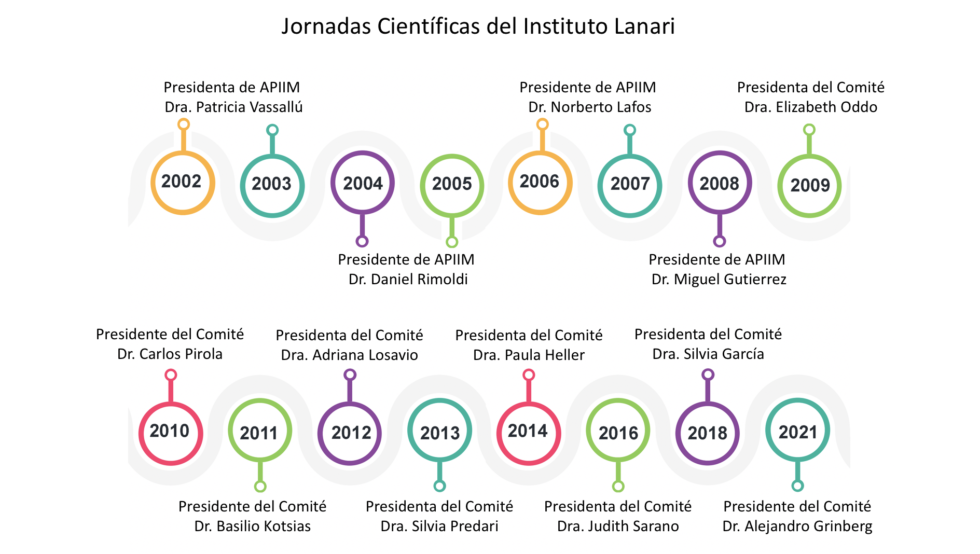 Jornadas Científicas del Instituto Lanari
Presidenta de APIIM
Dra. Patricia Vassallú
Presidente de APIIM
Dr. Norberto Lafos
Presidenta del Comité
Dra. Elizabeth Oddo
2002
2003
2004
2005
2006
2007
2008
2009
Presidente de APIIM
Dr. Daniel Rimoldi
Presidente de APIIM
Dr. Miguel Gutierrez
Presidente del Comité
Dr. Carlos Pirola
Presidenta del Comité
Dra. Adriana Losavio
Presidenta del Comité
Dra. Paula Heller
Presidenta del Comité
Dra. Silvia García
2010
2011
2012
2013
2014
2016
2018
2021
Presidente del Comité
Dr. Basilio Kotsias
Presidenta del Comité
Dra. Silvia Predari
Presidenta del Comité
Dra. Judith Sarano
Presidente del Comité
Dr. Alejandro Grinberg